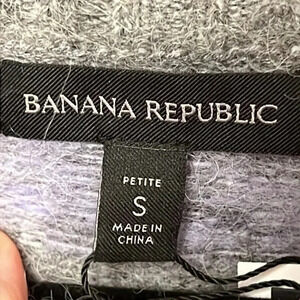 BANANA REPUBLIC
PETITE
S
MADE IN
CHINA